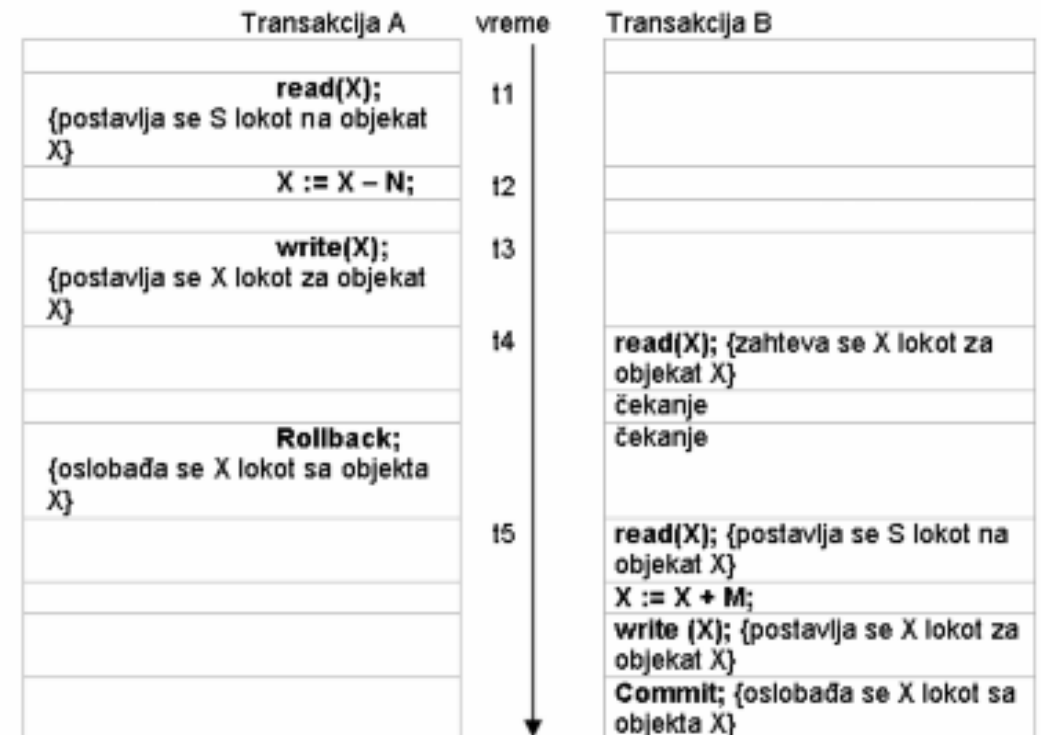 Transakcija A vreme Transakcija B
read(X); t1
{postavlja se S lokot na objekat
X}
X := X – N; t2
write(X); t3
{postavlja se X lokot za objekat
X}
t4 read(X); {zahteva se X lokot za
objekat X}
čekanje
Rollback; čekanje
{oslobađa se X lokot sa objekta
X}
t5 read(X); {postavlja se S lokot na
objekat X}
X := X + M;
write (X); {postavlja se X lokot za
objekat X}
Commit; {oslobađa se X lokot sa
objekta X}